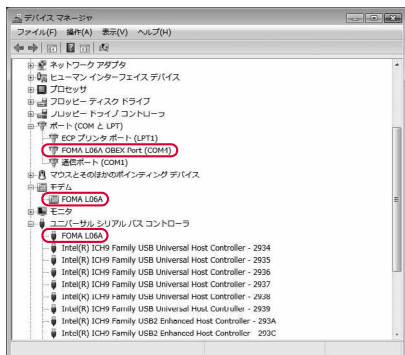 デバイス マネージャ
ファイル(F) 操作(A) 表示(V) ヘルプ(H)
ネットワーク アダプタ
ヒューマン インターフェイス デバイス
プロセッサ
フロッピー ディスク ドライブ
フロッピー ドライブ コントローラ
ポート (COM と LPT)
ECP プリンタ ポート (LPT1)
FOMA L06A OBEX Port (COM4)
通信ポート (COM1)
マウスとそのほかのポインティング デバイス
モデム
FOMA L06A
モニタ
ユニバーサル シリアル バス コントローラ
FOMA L06A
Intel(R) ICH9 Family USB Universal Host Controller - 2934
Intel(R) ICH9 Family USB Universal Host Controller - 2935
Intel(R) ICH9 Family USB Universal Host Controller - 2936
Intel(R) ICH9 Family USB Universal Host Controller - 2937
Intel(R) ICH9 Family USB Universal Host Controller - 2938
Intel(R) ICH9 Family USB Universal Host Controller - 2939
Intel(R) ICH9 Family USB2 Enhanced Host Controller - 293A
Intel(R) ICH9 Family USB2 Enhanced Host Controller - 293C